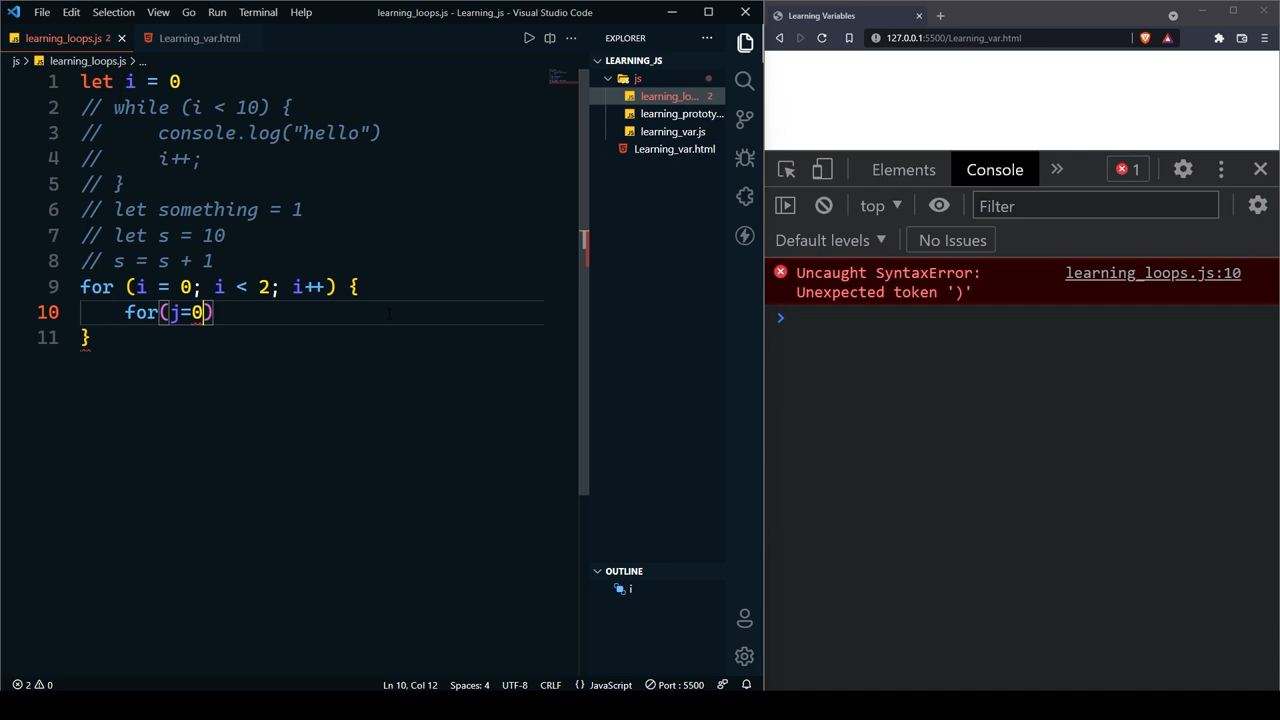 File Edit Selection View Go Run Terminal Help learning_loops.js - Learning_js - Visual Studio Code
learning_loops.js 2 Learning_var.html
js > learning_loops.js > ...
1 let i = 0
2 // while (i < 10) {
3 //     console.log("hello")
4 //     i++;
5 // }
6 // let something = 1
7 // let s = 10
8 // s = s + 1
9 for (i = 0; i < 2; i++) {
10     for(j=0)
11 }
EXPLORER ...
LEARNING_JS
js
learning_lo... 2
learning_prototy...
learning_var.js
Learning_var.html
OUTLINE
i
2 0 Ln 10, Col 12 Spaces: 4 UTF-8 CRLF {} JavaScript Port : 5500
Learning Variables
127.0.0.1:5500/Learning_var.html
Elements Console 1
top Filter
Default levels No Issues
Uncaught SyntaxError: learning_loops.js:10
Unexpected token ')'